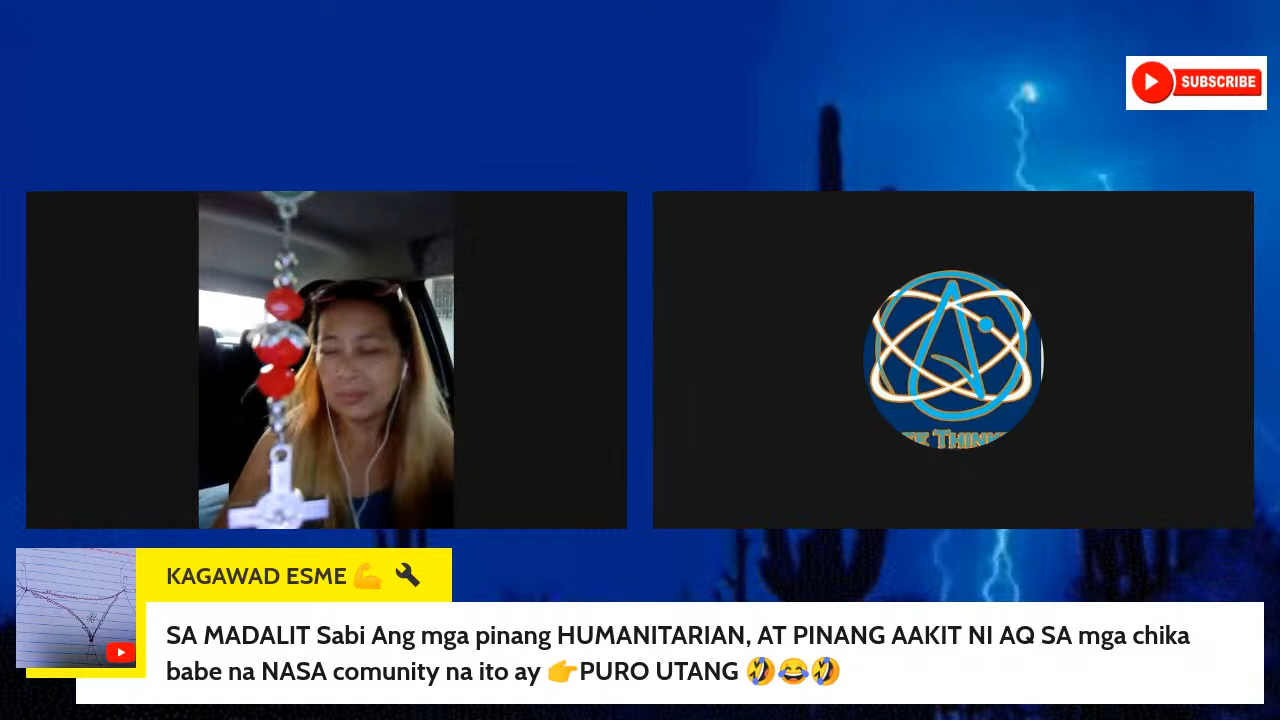 SUBSCRIBE
THINK
KAGAWAD ESME 💪 🔧
SA MADALIT Sabi Ang mga pinang HUMANITARIAN, AT PINANG AAKIT NI AQ SA mga chika
babe na NASA comunity na ito ay 👉PURO UTANG 🤣😂🤣